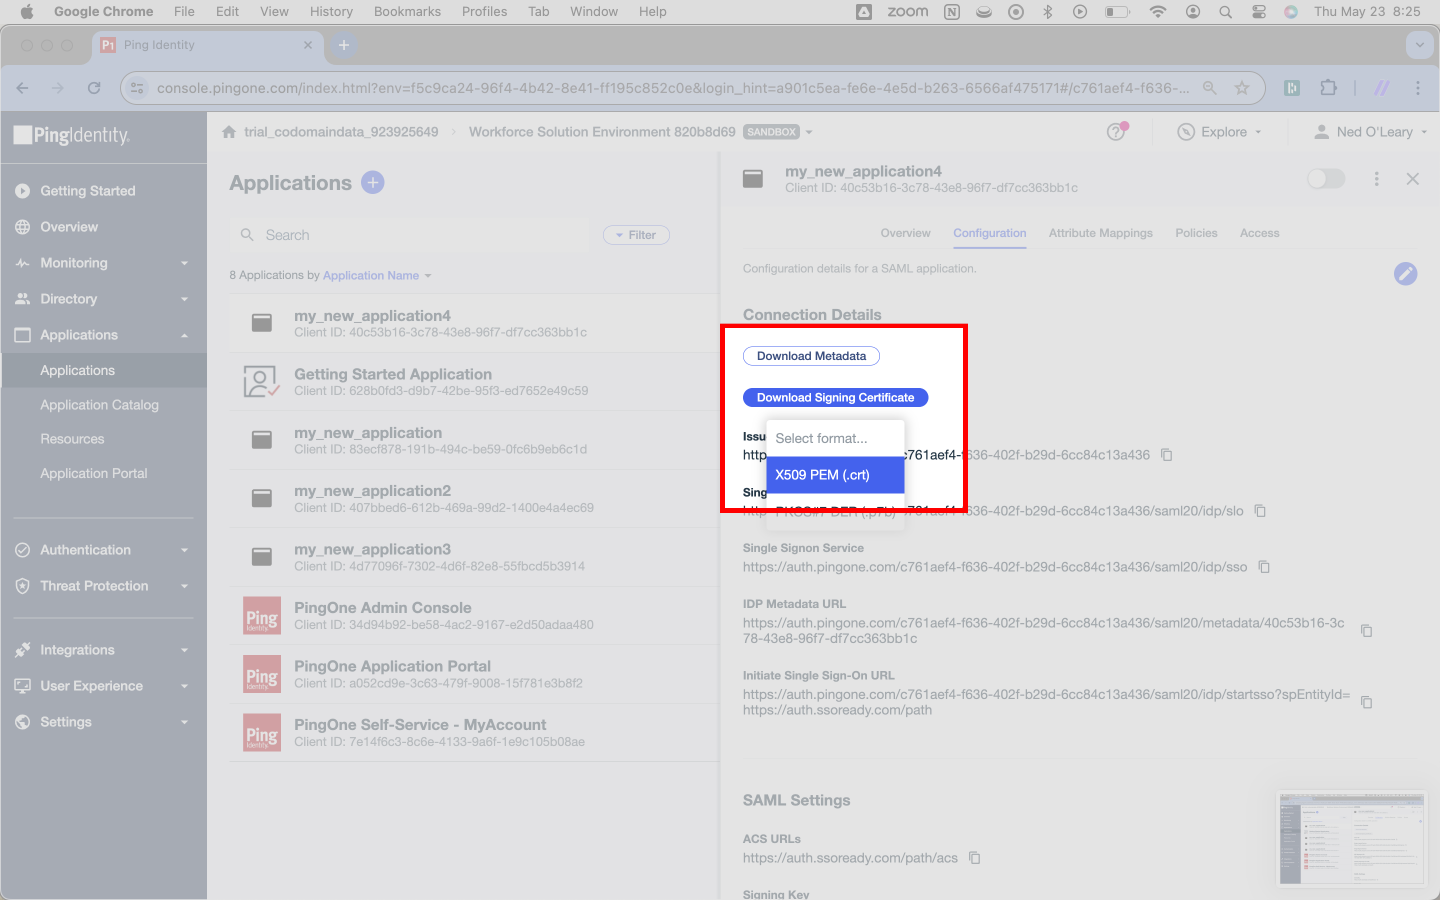 Google Chrome File Edit View History Bookmarks Profiles Tab Window Help zoom Thu May 23 8:25
Ping Identity
console.pingone.com/index.html?env=f5c9ca24-96f4-4b42-8e41-ff195c852c0e&login_hint=a901c5ea-fe6e-4e5d-b263-6566af475171#/c761aef4-f636-...
PingIdentity.
trial_codomaindata_923925649 Workforce Solution Environment 820b8d69 SANDBOX Explore Ned O'Leary
Getting Started
Overview
Monitoring
Directory
Applications
Applications
Application Catalog
Resources
Application Portal
Authentication
Threat Protection
Integrations
User Experience
Settings
Applications
Search
Filter
8 Applications by Application Name
my_new_application4
Client ID: 40c53b16-3c78-43e8-96f7-df7cc363bb1c
Getting Started Application
Client ID: 628b0fd3-d9b7-42be-95f3-ed7652e49c59
my_new_application
Client ID: 83ecf878-191b-494c-be59-0fc6b9eb6c1d
my_new_application2
Client ID: 407bbed6-612b-469a-99d2-1400e4a4ec69
my_new_application3
Client ID: 4d77096f-7302-4d6f-82e8-55fbcd5b3914
Ping Identity
PingOne Admin Console
Client ID: 34d94b92-be58-4ac2-9167-e2d50adaa480
Ping Identity
PingOne Application Portal
Client ID: a052cd9e-3c63-479f-9008-15f781e3b8f2
Ping Identity
PingOne Self-Service - MyAccount
Client ID: 7e14f6c3-8c6e-4133-9a6f-1e9c105b08ae
my_new_application4
Client ID: 40c53b16-3c78-43e8-96f7-df7cc363bb1c
Overview Configuration Attribute Mappings Policies Access
Configuration details for a SAML application.
Connection Details
Download Metadata
Download Signing Certificate
Select format...
X509 PEM (.crt)
PKCS#7 DER (.p7b)
Issu
http c761aef4-f636-402f-b29d-6cc84c13a436
Sing
http c761aef4-f636-402f-b29d-6cc84c13a436/saml20/idp/slo
Single Signon Service
https://auth.pingone.com/c761aef4-f636-402f-b29d-6cc84c13a436/saml20/idp/sso
IDP Metadata URL
https://auth.pingone.com/c761aef4-f636-402f-b29d-6cc84c13a436/saml20/metadata/40c53b16-3c
78-43e8-96f7-df7cc363bb1c
Initiate Single Sign-On URL
https://auth.pingone.com/c761aef4-f636-402f-b29d-6cc84c13a436/saml20/idp/startsso?spEntityId=
https://auth.ssoready.com/path
SAML Settings
ACS URLs
https://auth.ssoready.com/path/acs
Signing Key